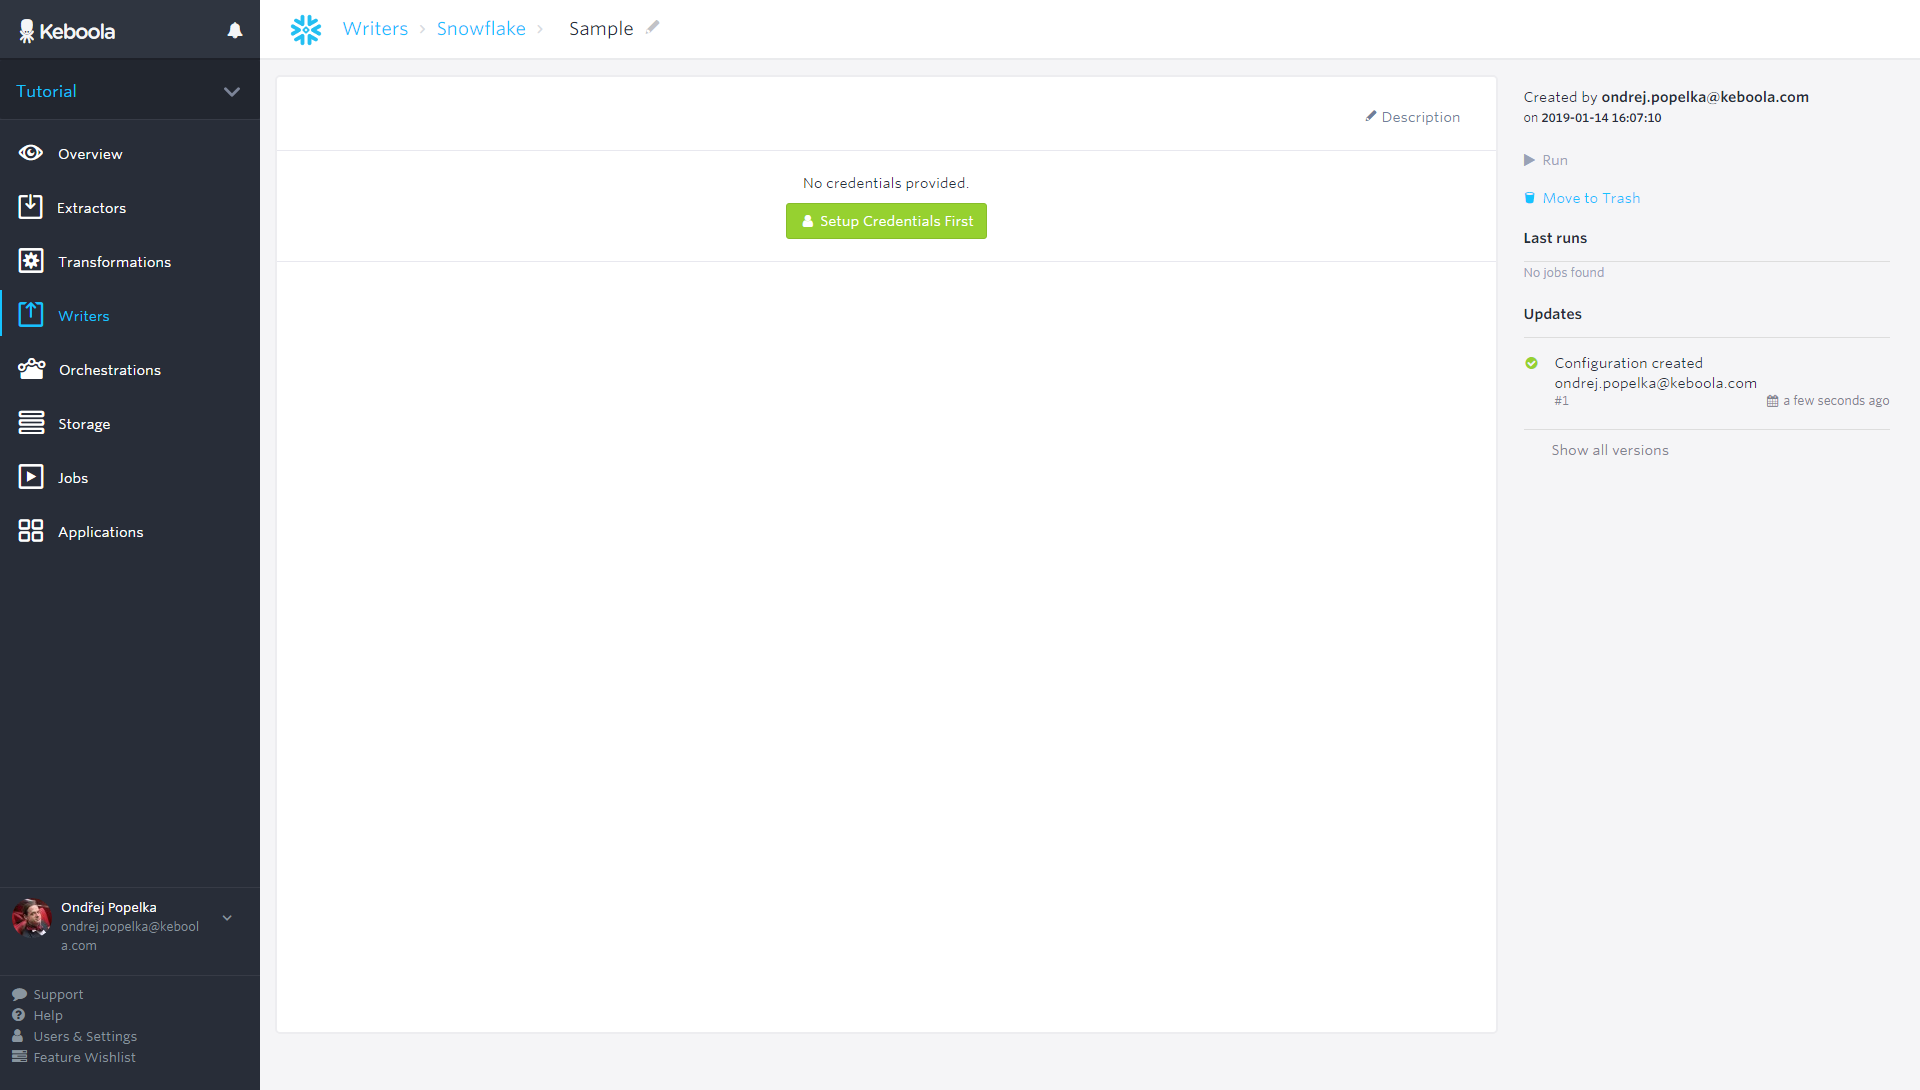 Keboola
Tutorial
Overview
Extractors
Transformations
Writers
Orchestrations
Storage
Jobs
Applications
Ondřej Popelka
ondrej.popelka@kebool
a.com
Support
Help
Users & Settings
Feature Wishlist
Writers › Snowflake › Sample
Description
No credentials provided.
Setup Credentials First
Created by ondrej.popelka@keboola.com
on 2019-01-14 16:07:10
Run
Move to Trash
Last runs
No jobs found
Updates
Configuration created
ondrej.popelka@keboola.com
#1 a few seconds ago
Show all versions